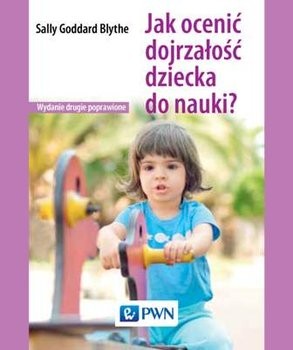 Sally Goddard Blythe
Jak ocenić
dojrzałość
dziecka
do nauki?
Wydanie drugie poprawione
PWN